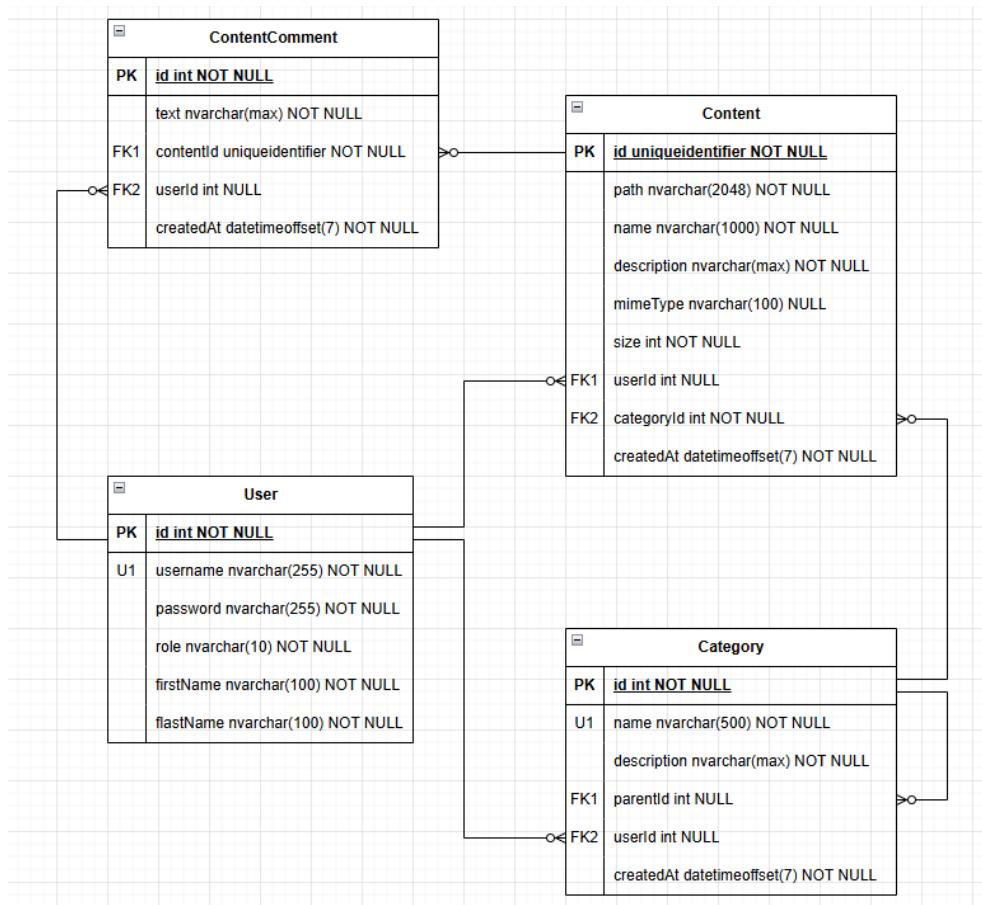 ContentComment
PK id int NOT NULL
text nvarchar(max) NOT NULL
FK1 contentId uniqueidentifier NOT NULL
FK2 userId int NULL
createdAt datetimeoffset(7) NOT NULL
Content
PK id uniqueidentifier NOT NULL
path nvarchar(2048) NOT NULL
name nvarchar(1000) NOT NULL
description nvarchar(max) NOT NULL
mimeType nvarchar(100) NULL
size int NOT NULL
FK1 userId int NULL
FK2 categoryId int NOT NULL
createdAt datetimeoffset(7) NOT NULL
User
PK id int NOT NULL
U1 username nvarchar(255) NOT NULL
password nvarchar(255) NOT NULL
role nvarchar(10) NOT NULL
firstName nvarchar(100) NOT NULL
flastName nvarchar(100) NOT NULL
Category
PK id int NOT NULL
U1 name nvarchar(500) NOT NULL
description nvarchar(max) NOT NULL
FK1 parentId int NULL
FK2 userId int NULL
createdAt datetimeoffset(7) NOT NULL